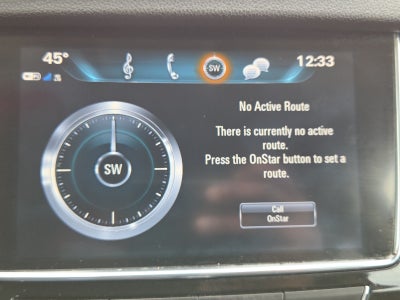 45°
SW
12:33
No Active Route
There is currently no active
route.
Press the OnStar button to set a
route.
SW
Call
OnStar